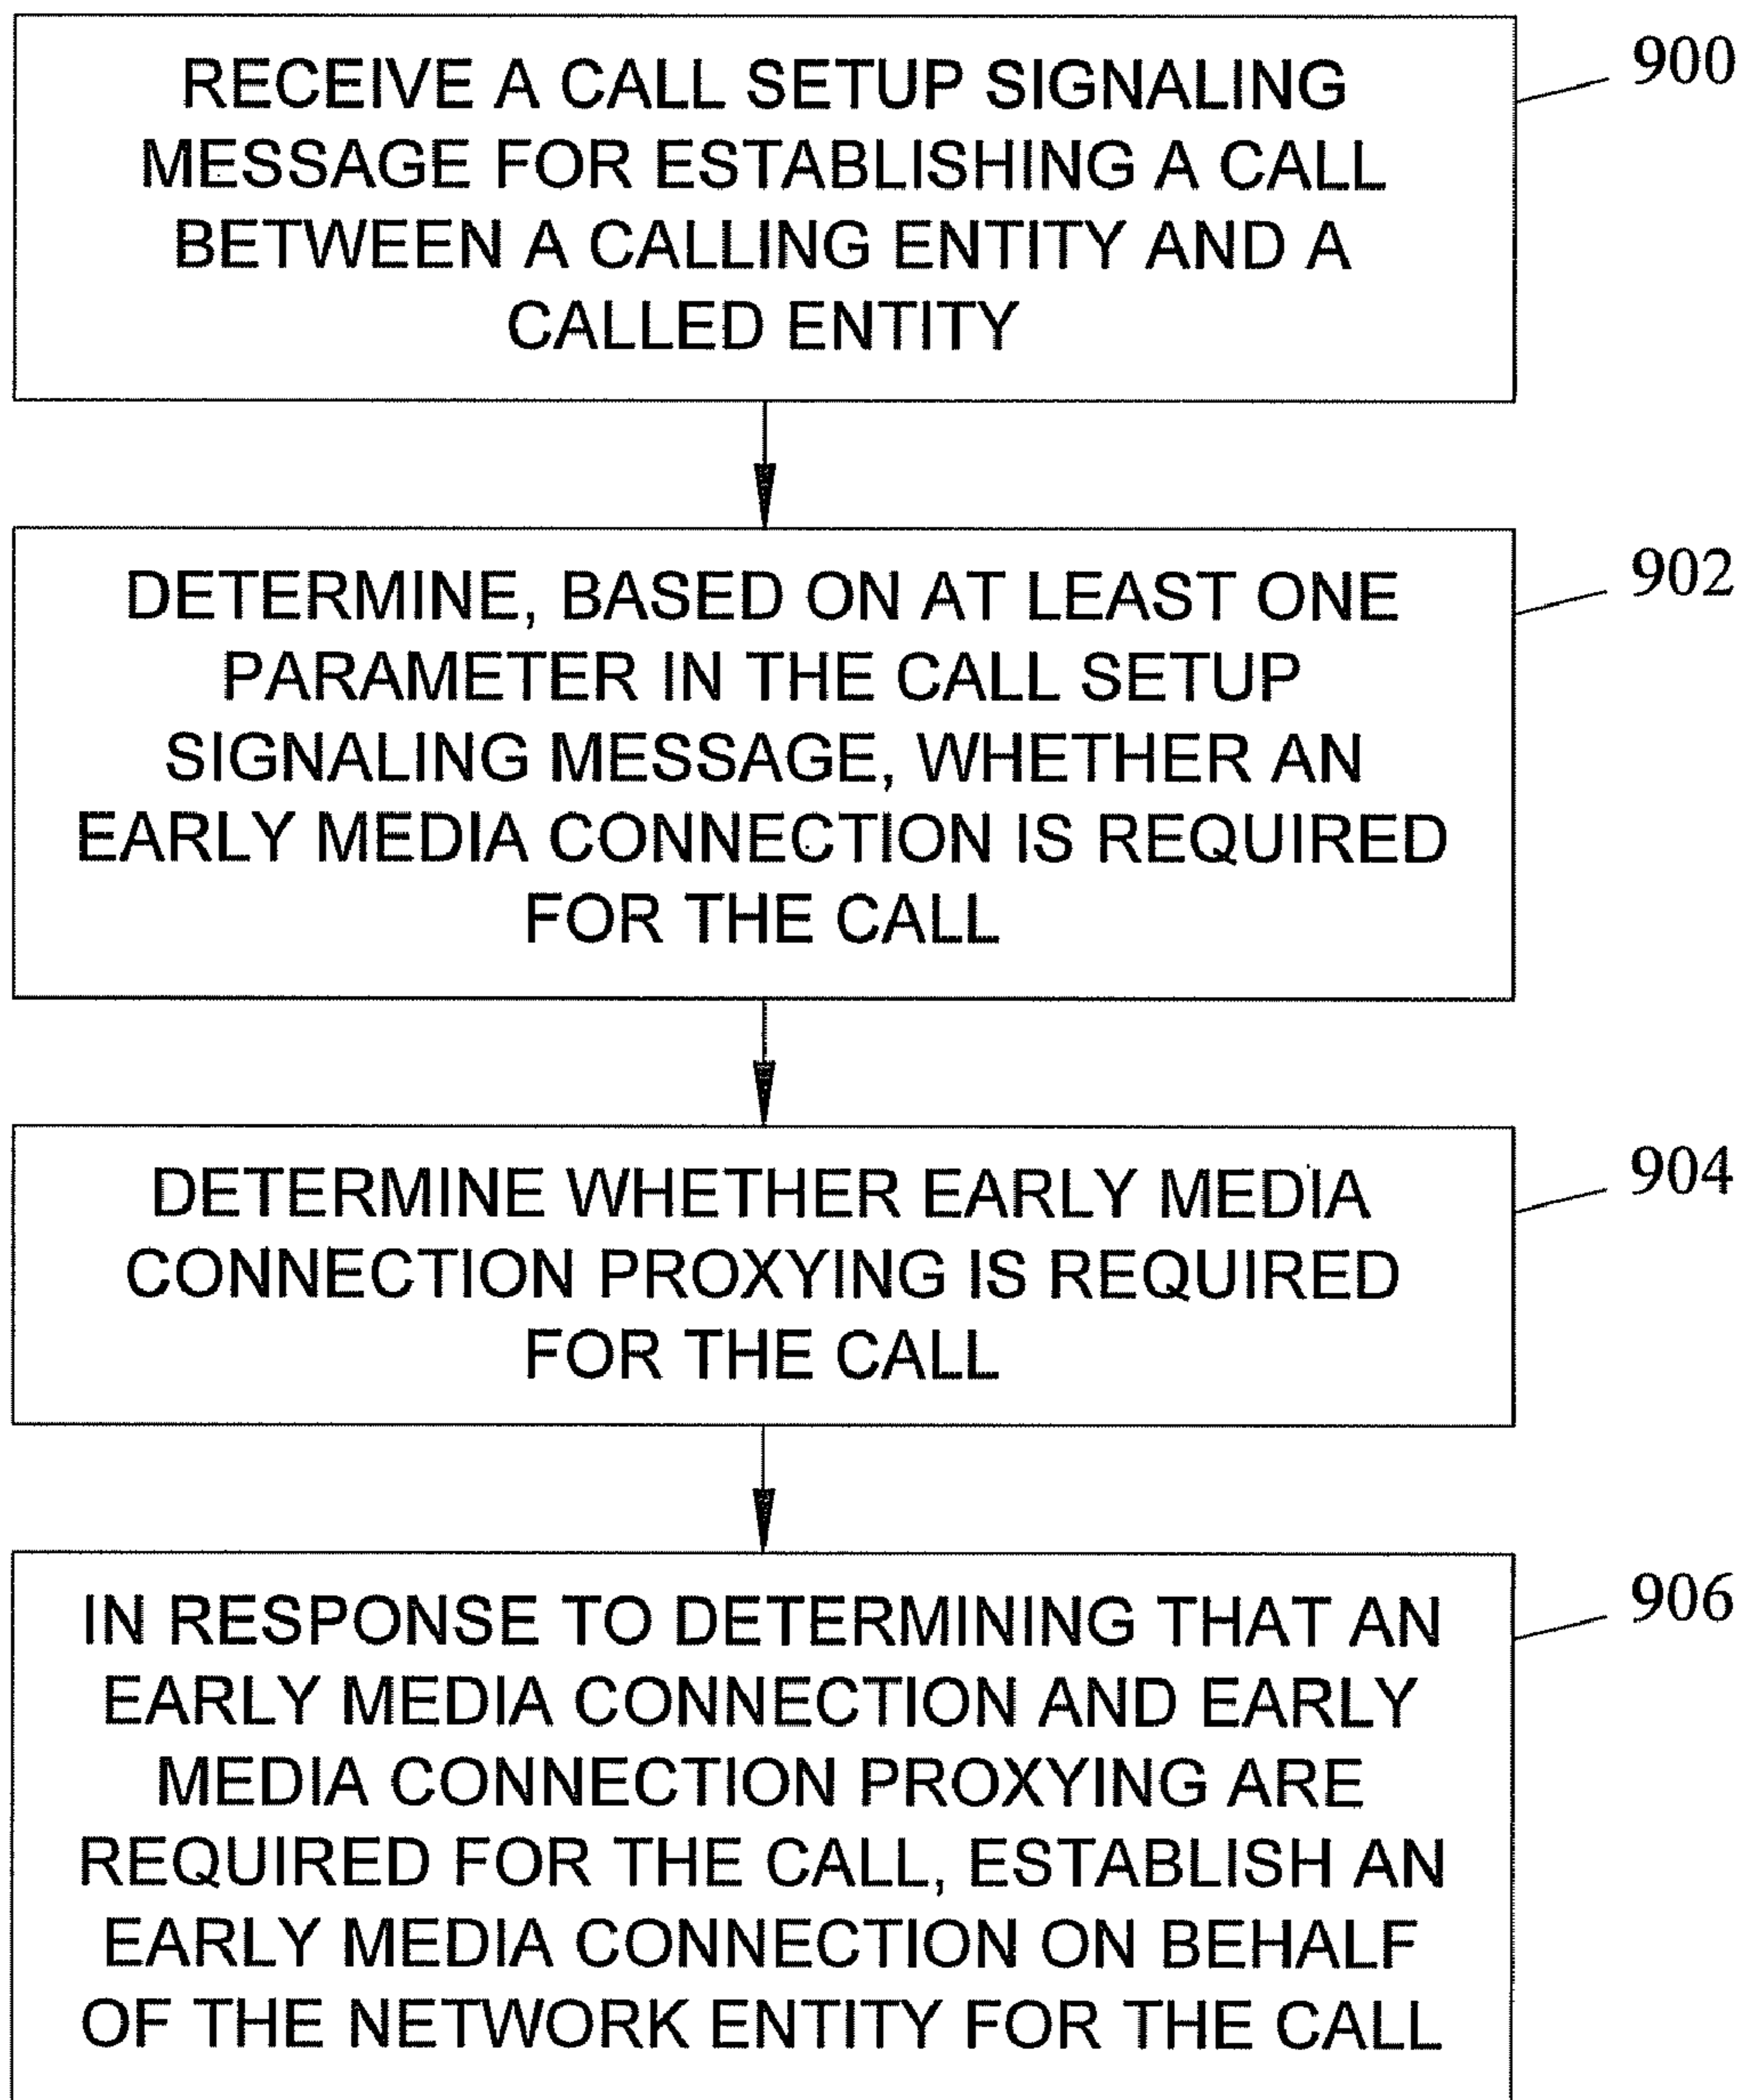 RECEIVE A CALL SETUP SIGNALING
MESSAGE FOR ESTABLISHING A CALL
BETWEEN A CALLING ENTITY AND A
CALLED ENTITY
900
DETERMINE, BASED ON AT LEAST ONE
PARAMETER IN THE CALL SETUP
SIGNALING MESSAGE, WHETHER AN
EARLY MEDIA CONNECTION IS REQUIRED
FOR THE CALL
902
DETERMINE WHETHER EARLY MEDIA
CONNECTION PROXYING IS REQUIRED
FOR THE CALL
904
IN RESPONSE TO DETERMINING THAT AN
EARLY MEDIA CONNECTION AND EARLY
MEDIA CONNECTION PROXYING ARE
REQUIRED FOR THE CALL, ESTABLISH AN
EARLY MEDIA CONNECTION ON BEHALF
OF THE NETWORK ENTITY FOR THE CALL
906